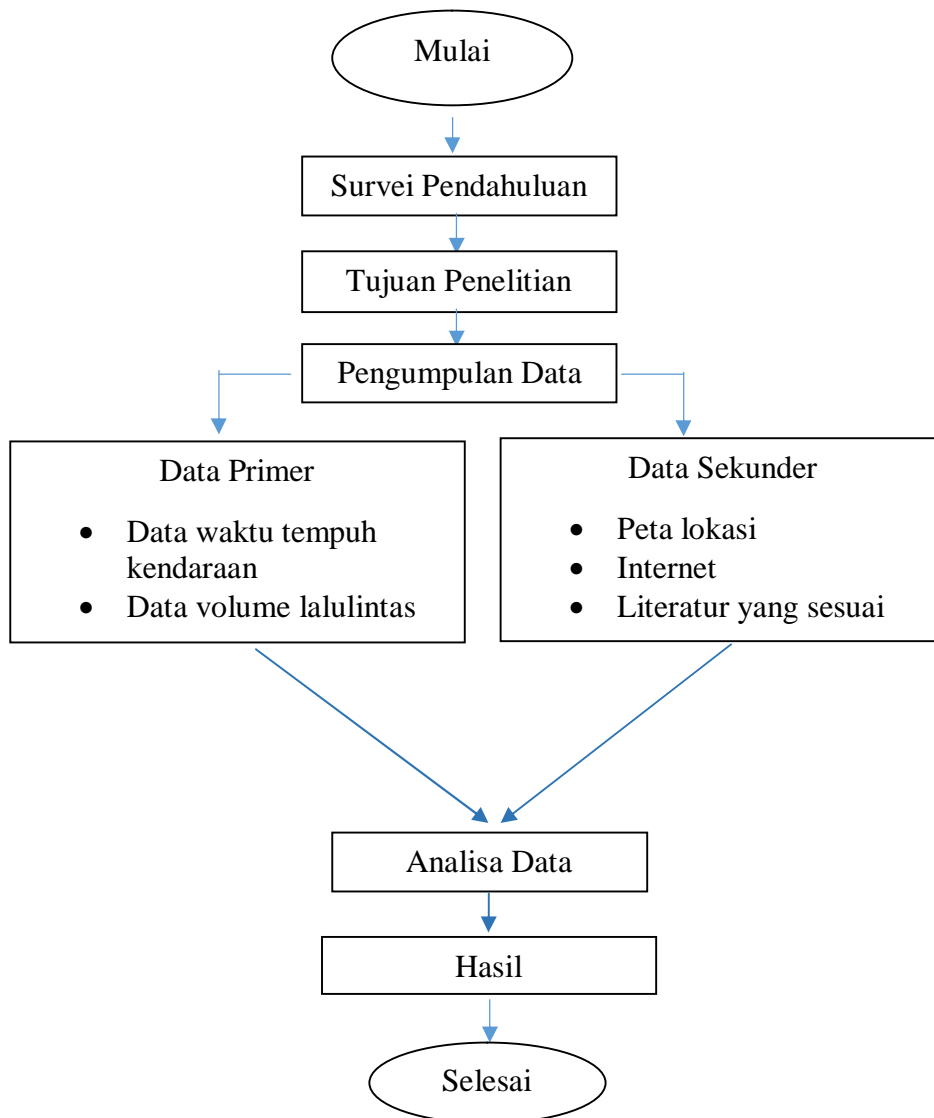 Mulai
Survei Pendahuluan
Tujuan Penelitian
Pengumpulan Data
Data Primer
• Data waktu tempuh
kendaraan
• Data volume lalulintas
Data Sekunder
• Peta lokasi
• Internet
• Literatur yang sesuai
Analisa Data
Hasil
Selesai